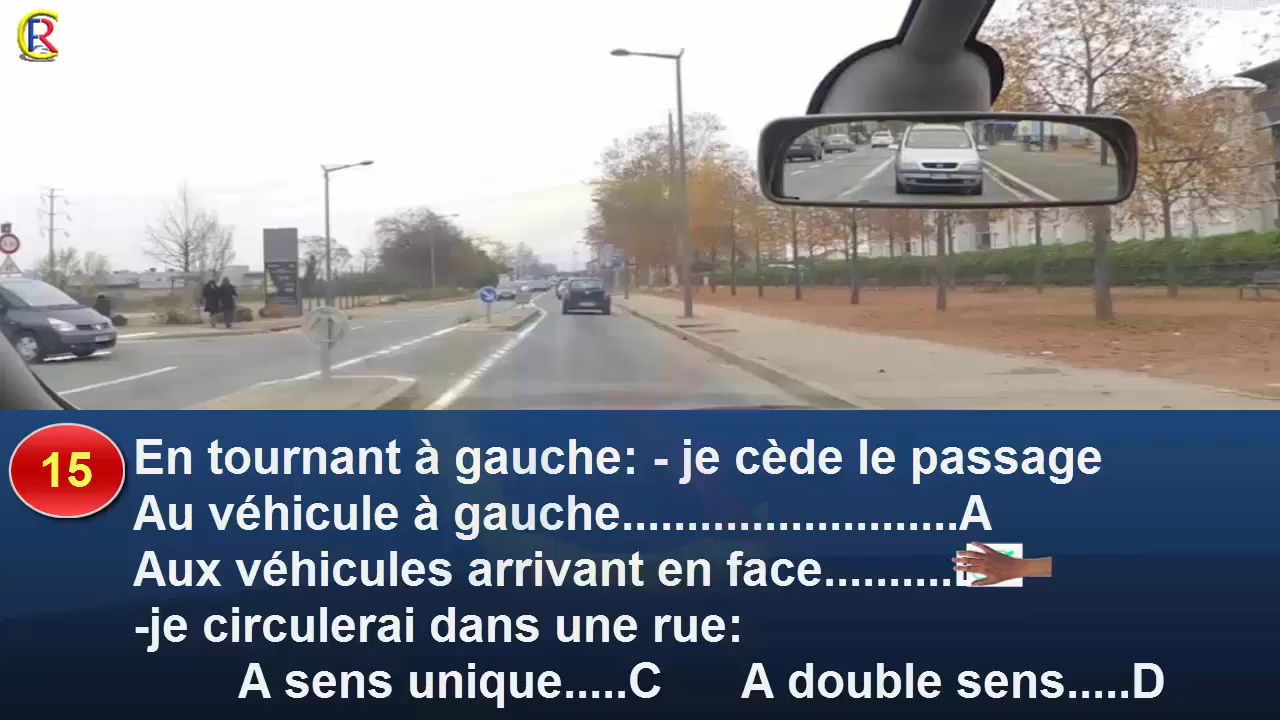 15
En tournant à gauche: - je cède le passage
Au véhicule à gauche..........................A
Aux véhicules arrivant en face..........
-je circulerai dans une rue:
A sens unique.....C A double sens.....D